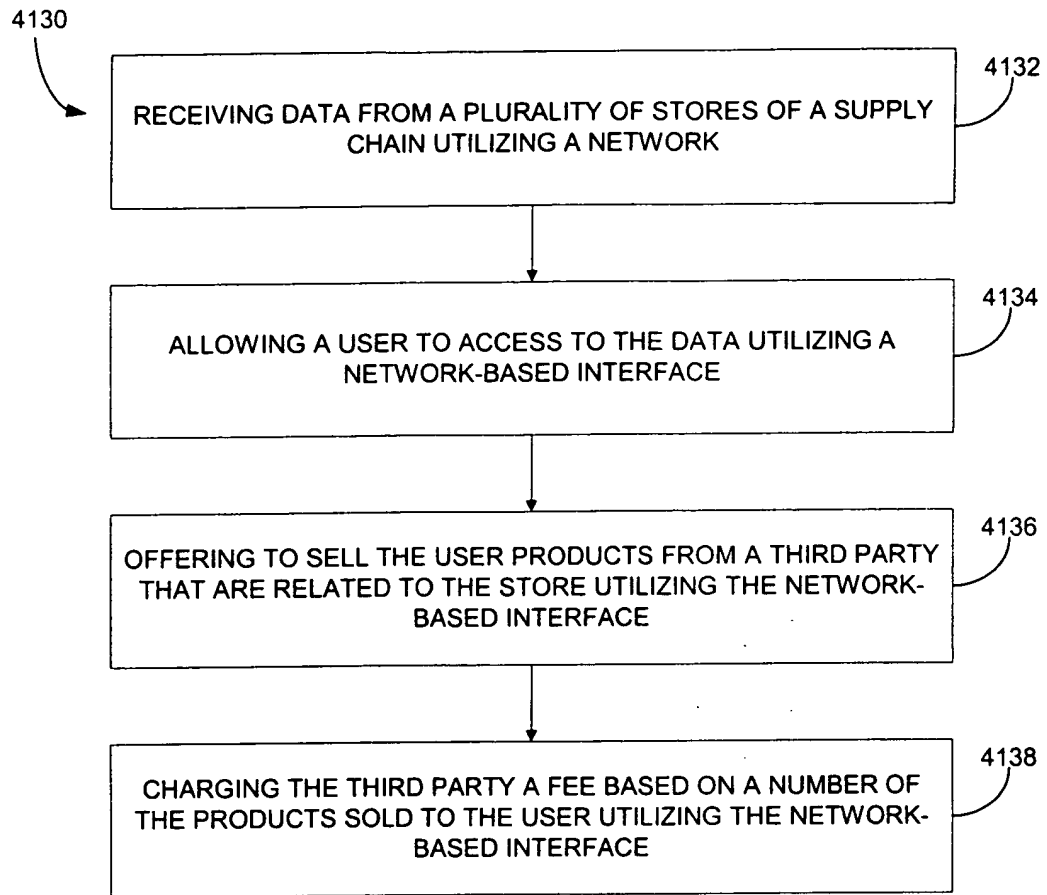 4130
4132
RECEIVING DATA FROM A PLURALITY OF STORES OF A SUPPLY
CHAIN UTILIZING A NETWORK
4134
ALLOWING A USER TO ACCESS TO THE DATA UTILIZING A
NETWORK-BASED INTERFACE
4136
OFFERING TO SELL THE USER PRODUCTS FROM A THIRD PARTY
THAT ARE RELATED TO THE STORE UTILIZING THE NETWORK-
BASED INTERFACE
4138
CHARGING THE THIRD PARTY A FEE BASED ON A NUMBER OF
THE PRODUCTS SOLD TO THE USER UTILIZING THE NETWORK-
BASED INTERFACE